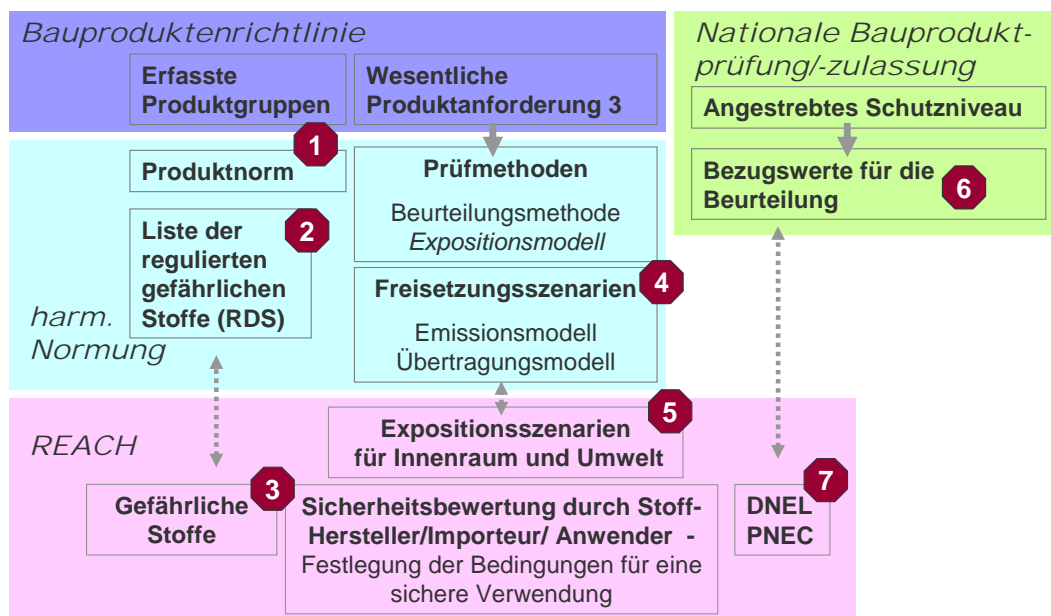 Bauproduktenrichtlinie
Erfasste
Produktgruppen
Wesentliche
Produktanforderung 3
Nationale Bauprodukt-
prüfung/-zulassung
Angestrebtes Schutzniveau
Bezugswerte für die
Beurteilung
6
1
Produktnorm
2
Liste der
regulierten
gefährlichen
Stoffe (RDS)
harm.
Normung
Prüfmethoden
Beurteilungsmethode
Expositionsmodell
4
Freisetzungsszenarien
Emissionsmodell
Übertragungsmodell
REACH
5
Expositionsszenarien
für Innenraum und Umwelt
3
Gefährliche
Stoffe
Sicherheitsbewertung durch Stoff-
Hersteller/Importeur/ Anwender -
Festlegung der Bedingungen für eine
sichere Verwendung
7
DNEL
PNEC